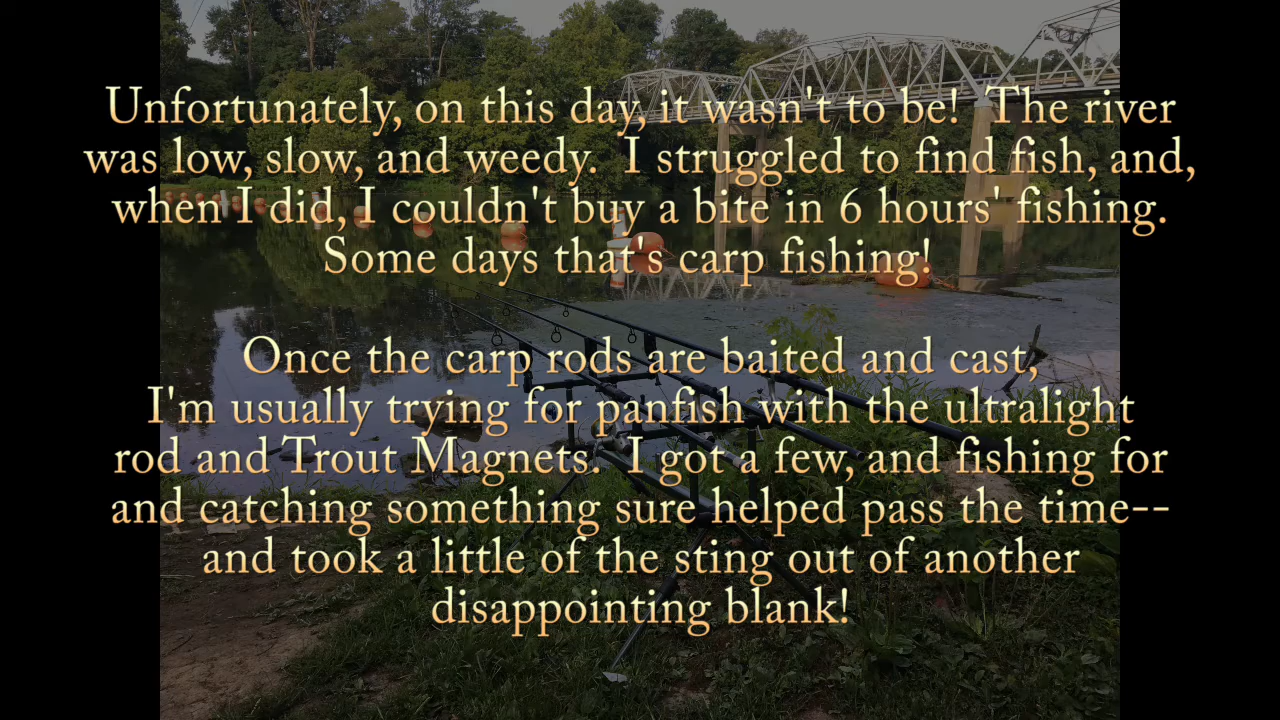 Unfortunately, on this day, it wasn't to be!  The river
was low, slow, and weedy.  I struggled to find fish, and,
when I did, I couldn't buy a bite in 6 hours' fishing.
Some days that's carp fishing!
Once the carp rods are baited and cast,
I'm usually trying for panfish with the ultralight
rod and Trout Magnets.  I got a few, and fishing for
and catching something sure helped pass the time--
and took a little of the sting out of another
disappointing blank!